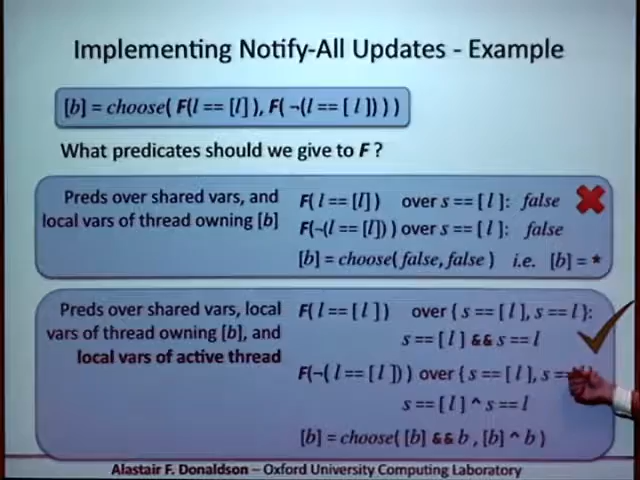 Implementing Notify-All Updates - Example
[b] = choose( F(l == [l]), F( ¬(l == [ l ]) ) )
What predicates should we give to F ?
Preds over shared vars, and
local vars of thread owning [b]
F( l == [l] ) over s == [ l ]: false
F(¬(l == [l]) ) over s == [ l ]: false
[b] = choose( false, false ) i.e. [b] = *
Preds over shared vars, local
vars of thread owning [b], and
local vars of active thread
F( l == [ l ] ) over { s == [ l ], s == l }:
s == [ l ] && s == l
F(¬( l == [ l ]) ) over { s == [ l ], s ==
s == [ l ] ^ s == l
[b] = choose( [b] && b , [b] ^ b )
Alastair F. Donaldson – Oxford University Computing Laboratory